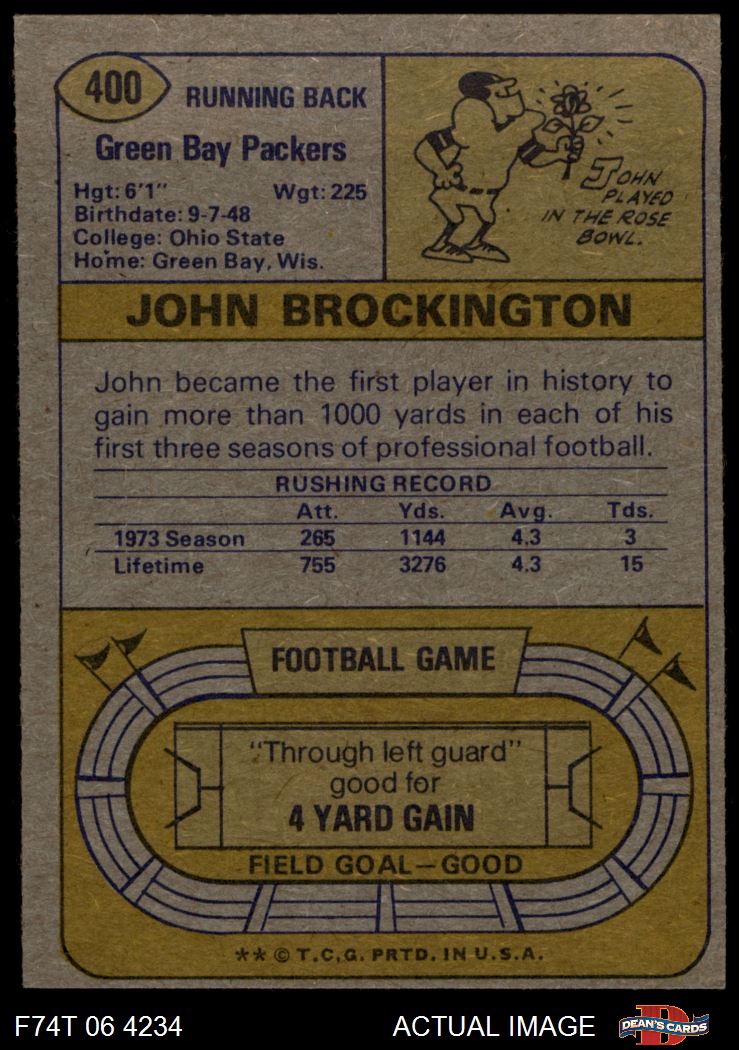 400
RUNNING BACK
Green Bay Packers
Hgt: 6'1" Wgt: 225
Birthdate: 9-7-48
College: Ohio State
Home: Green Bay, Wis.
JOHN
PLAYED
IN THE ROSE
BOWL.
JOHN BROCKINGTON
John became the first player in history to
gain more than 1000 yards in each of his
first three seasons of professional football.
RUSHING RECORD
Att. Yds. Avg. Tds.
1973 Season 265 1144 4.3 3
Lifetime 755 3276 4.3 15
FOOTBALL GAME
"Through left guard"
good for
4 YARD GAIN
FIELD GOAL—GOOD
** © T.C.G. PRTD. IN U.S.A.
F74T 06 4234 ACTUAL IMAGE
D
DEAN'S CARDS